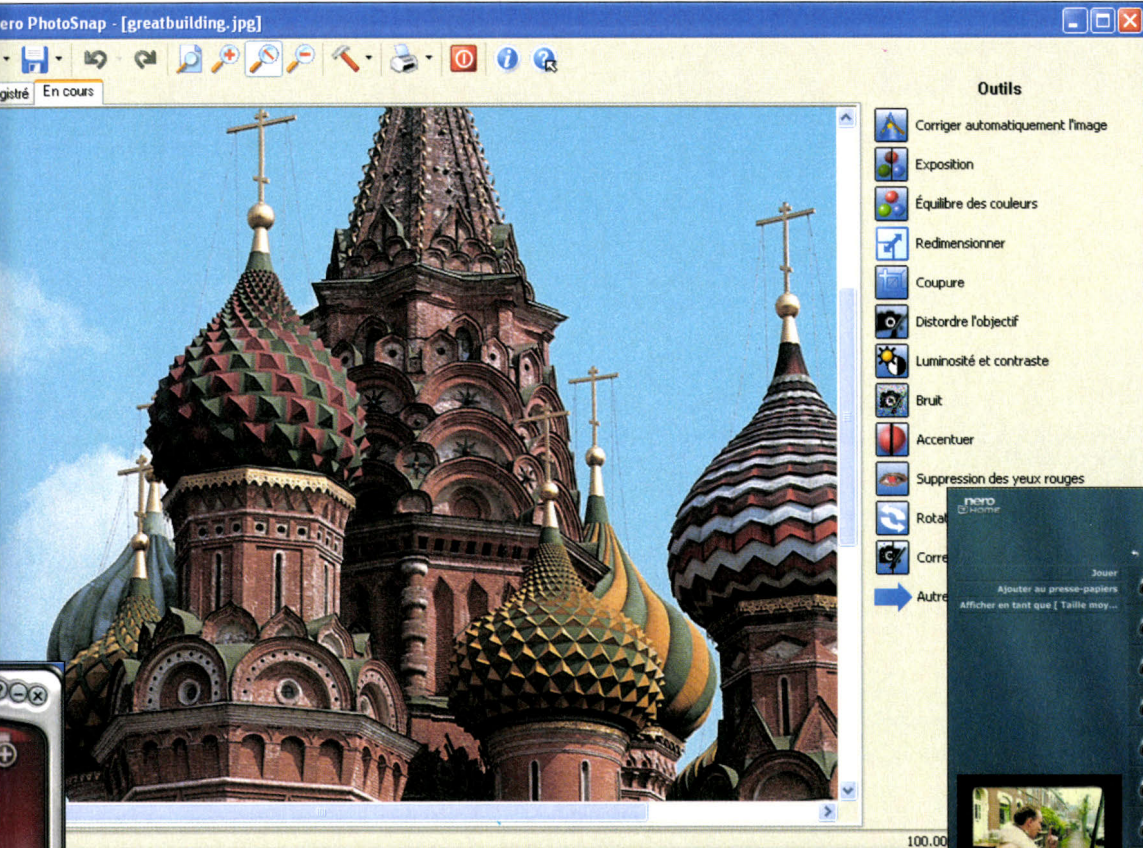 ero PhotoSnap - [greatbuilding.jpg]
gistré
En cours
Outils
Corriger automatiquement l'image
Exposition
Équilibre des couleurs
Redimensionner
Coupure
Distordre l'objectif
Luminosité et contraste
Bruit
Accentuer
Suppression des yeux rouges
Rotat
Corre
Autre
nero
HOME
Jouer
Ajouter au presse-papiers
Afficher en tant que [ Taille moy...
100.00